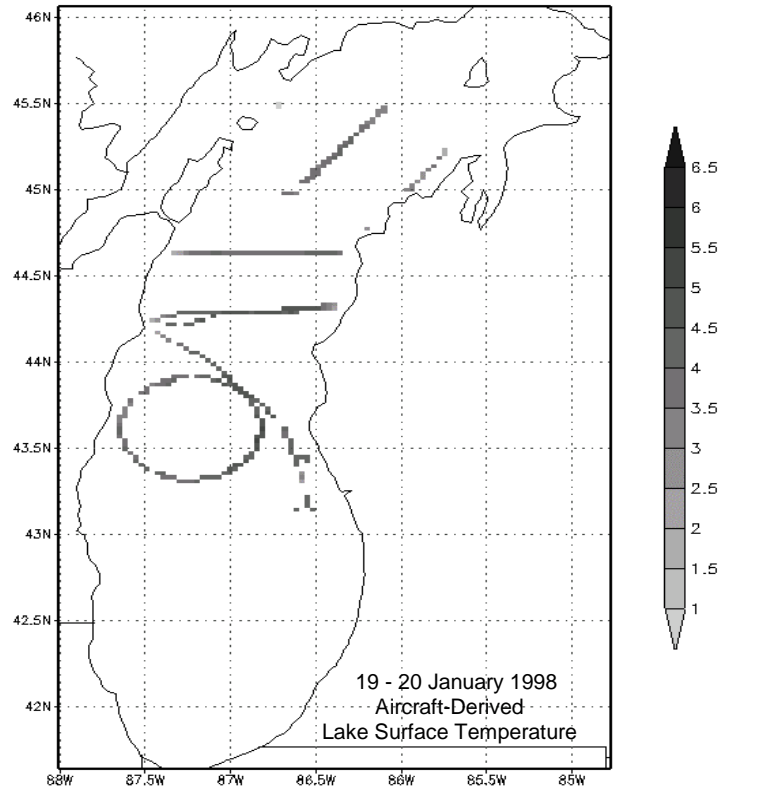 46N
45.5N
45N
44.5N
44N
43.5N
43N
42.5N
42N
88W 87.5W 87W 86.5W 86W 85.5W 85W
19 - 20 January 1998
Aircraft-Derived
Lake Surface Temperature
6.5
6
5.5
5
4.5
4
3.5
3
2.5
2
1.5
1